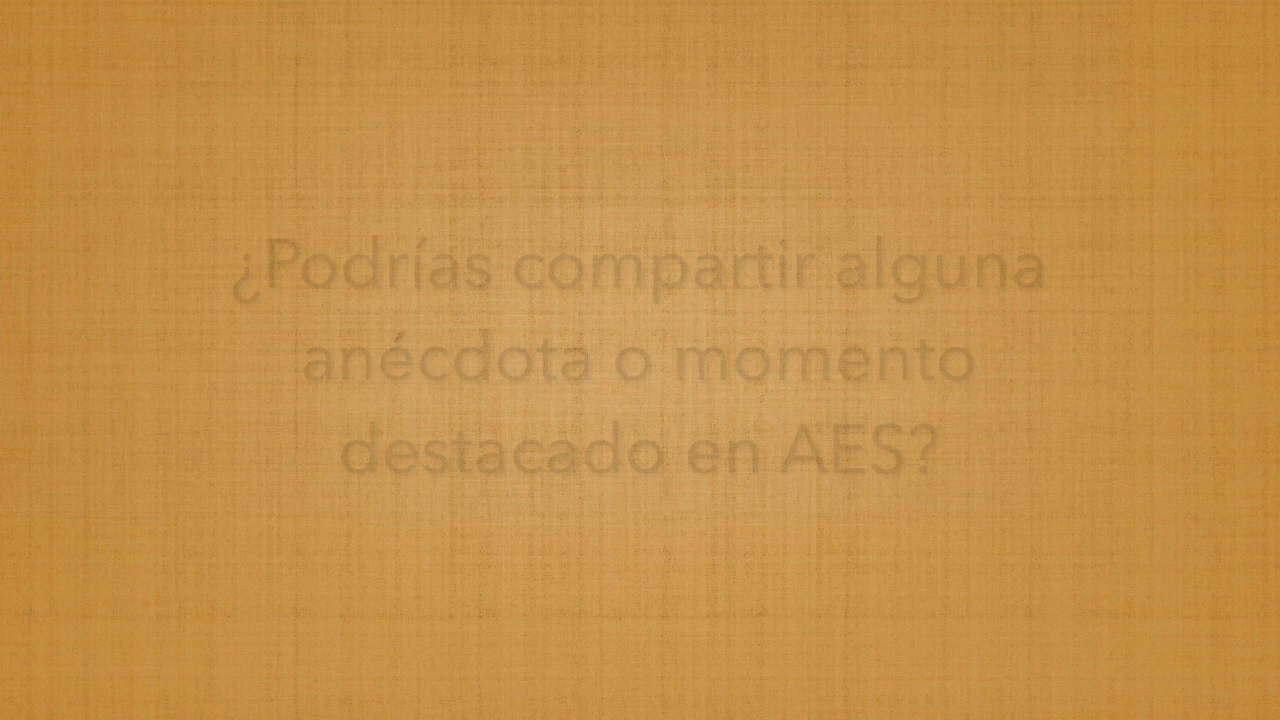 ¿Podrías compartir alguna
anécdota o momento
destacado en AES?